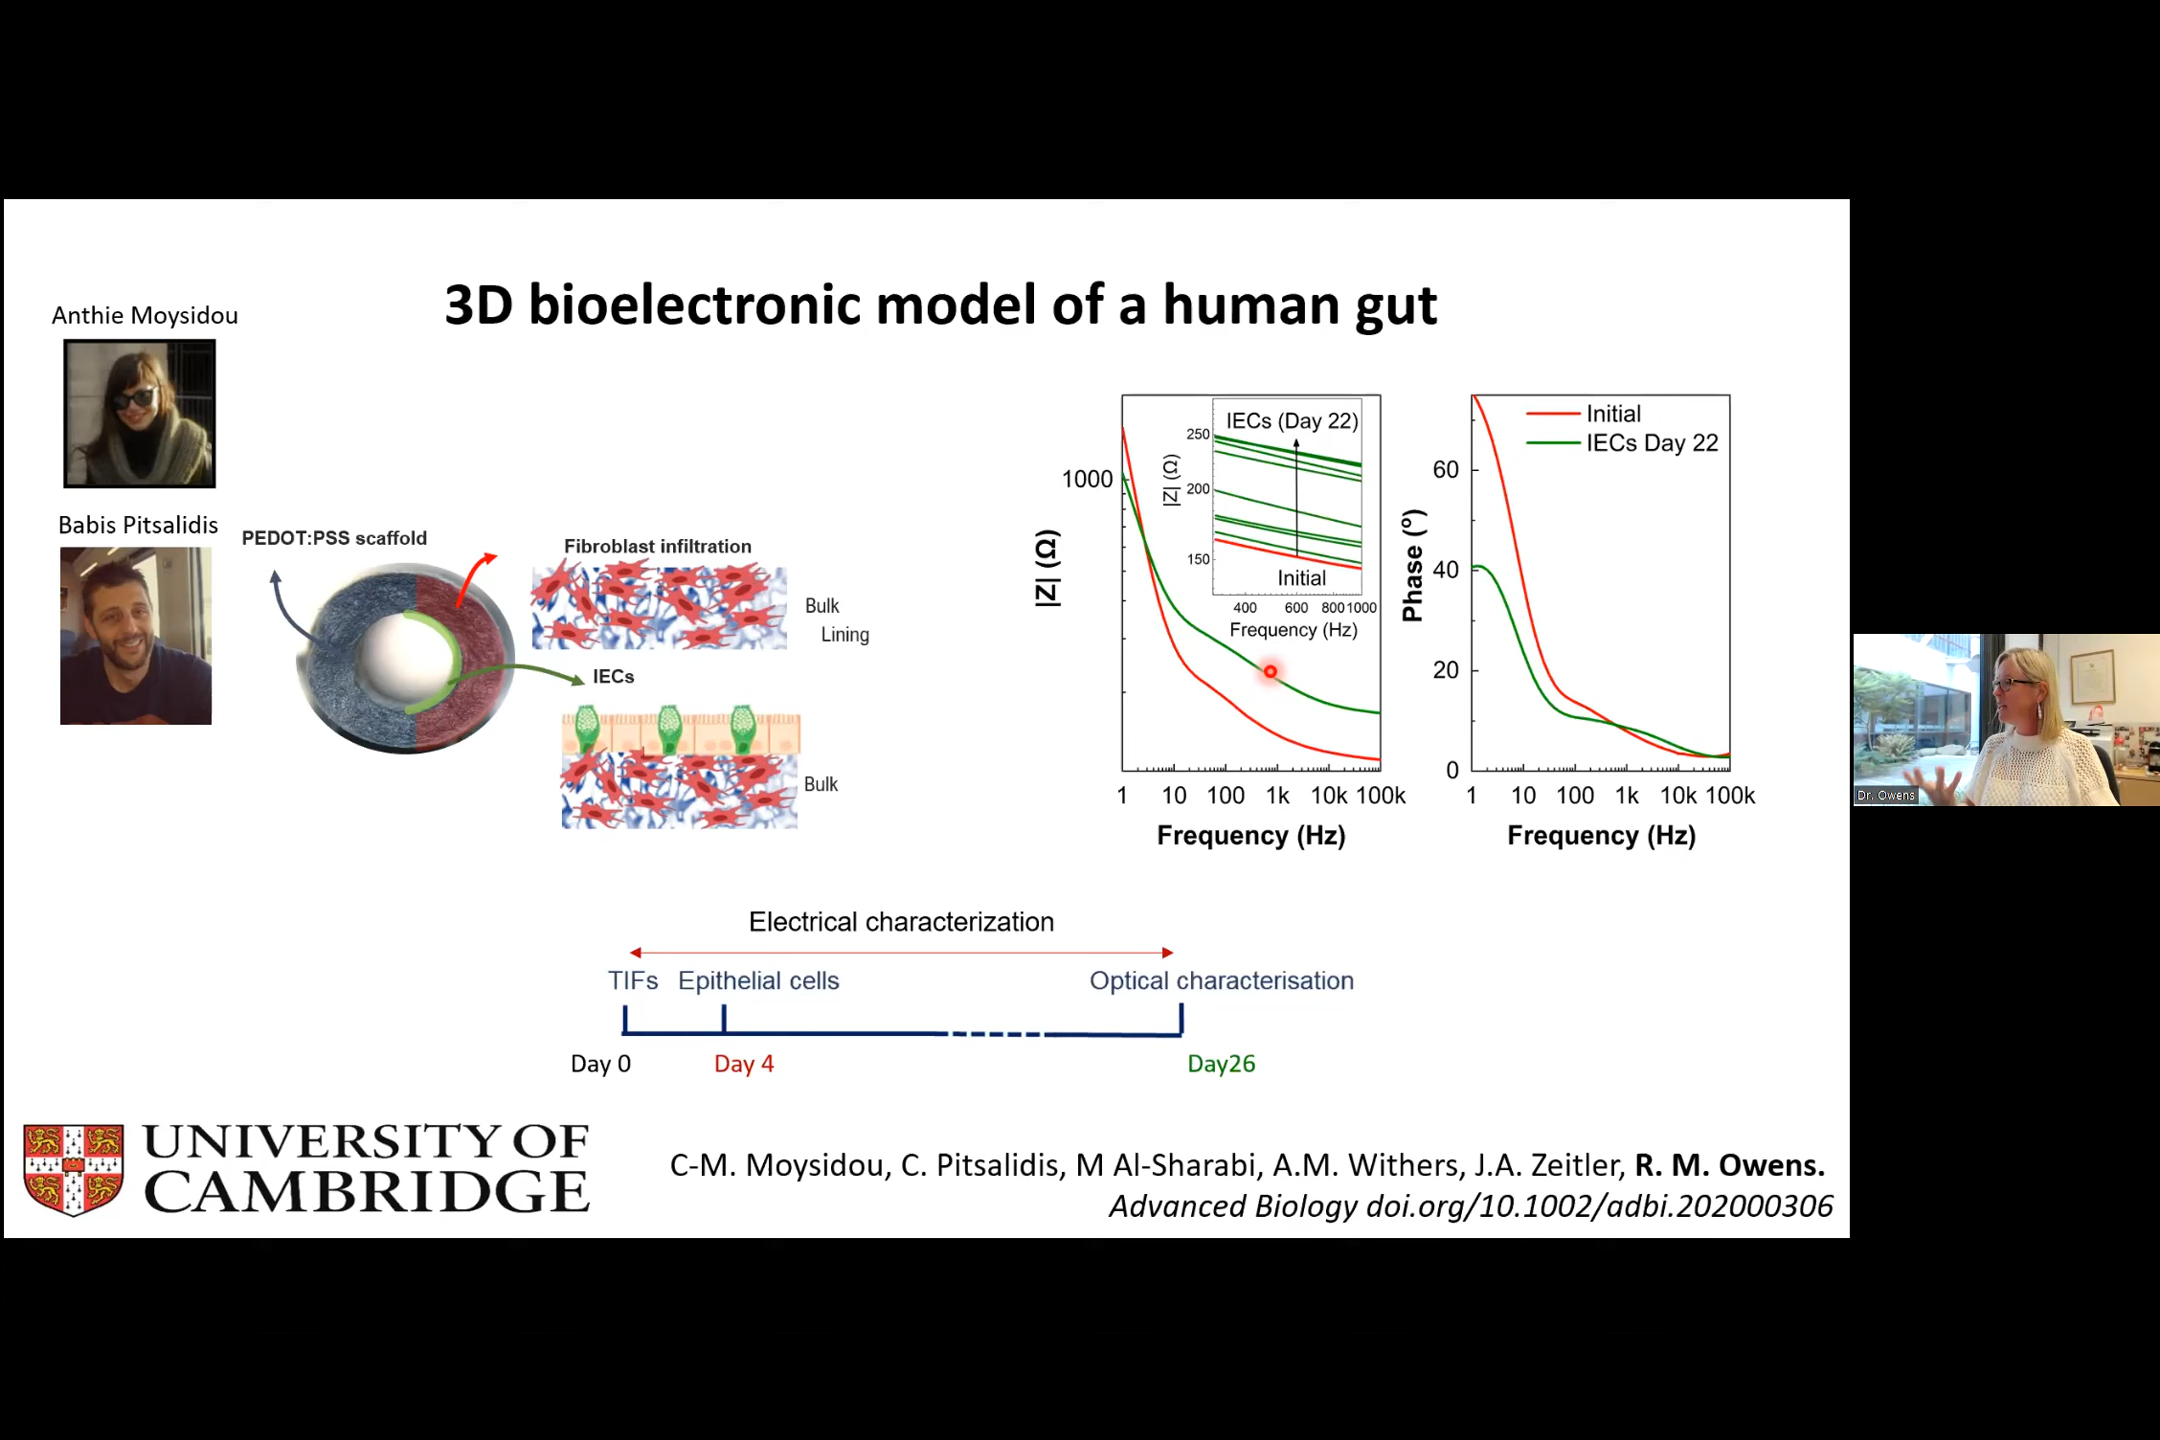 3D bioelectronic model of a human gut
Anthie Moysidou
Babis Pitsalidis
PEDOT:PSS scaffold
Fibroblast infiltration
Bulk
Lining
IECs
Bulk
|Z| (Ω)
1000
1 10 100 1k 10k 100k
Frequency (Hz)
IECs (Day 22)
|Z| (Ω)
250
200
150
Initial
400 600 800 1000
Frequency (Hz)
Phase (º)
60
40
20
0
Initial
IECs Day 22
1 10 100 1k 10k 100k
Frequency (Hz)
Dr. Owens
Electrical characterization
TIFs Epithelial cells Optical characterisation
Day 0 Day 4 Day26
UNIVERSITY OF
CAMBRIDGE
C-M. Moysidou, C. Pitsalidis, M Al-Sharabi, A.M. Withers, J.A. Zeitler, R. M. Owens.
Advanced Biology doi.org/10.1002/adbi.202000306